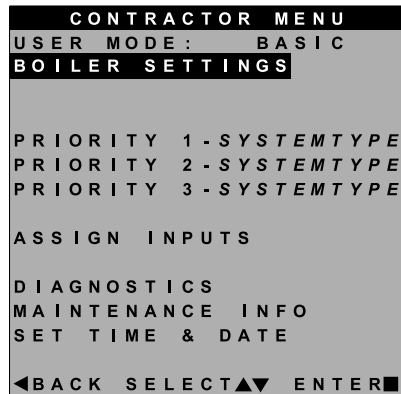 CONTRACTOR MENU
USER MODE: BASIC
BOILER SETTINGS
PRIORITY 1-SYSTEMTYPE
PRIORITY 2-SYSTEMTYPE
PRIORITY 3-SYSTEMTYPE
ASSIGN INPUTS
DIAGNOSTICS
MAINTENANCE INFO
SET TIME & DATE
◀BACK SELECT▲▼ ENTER■